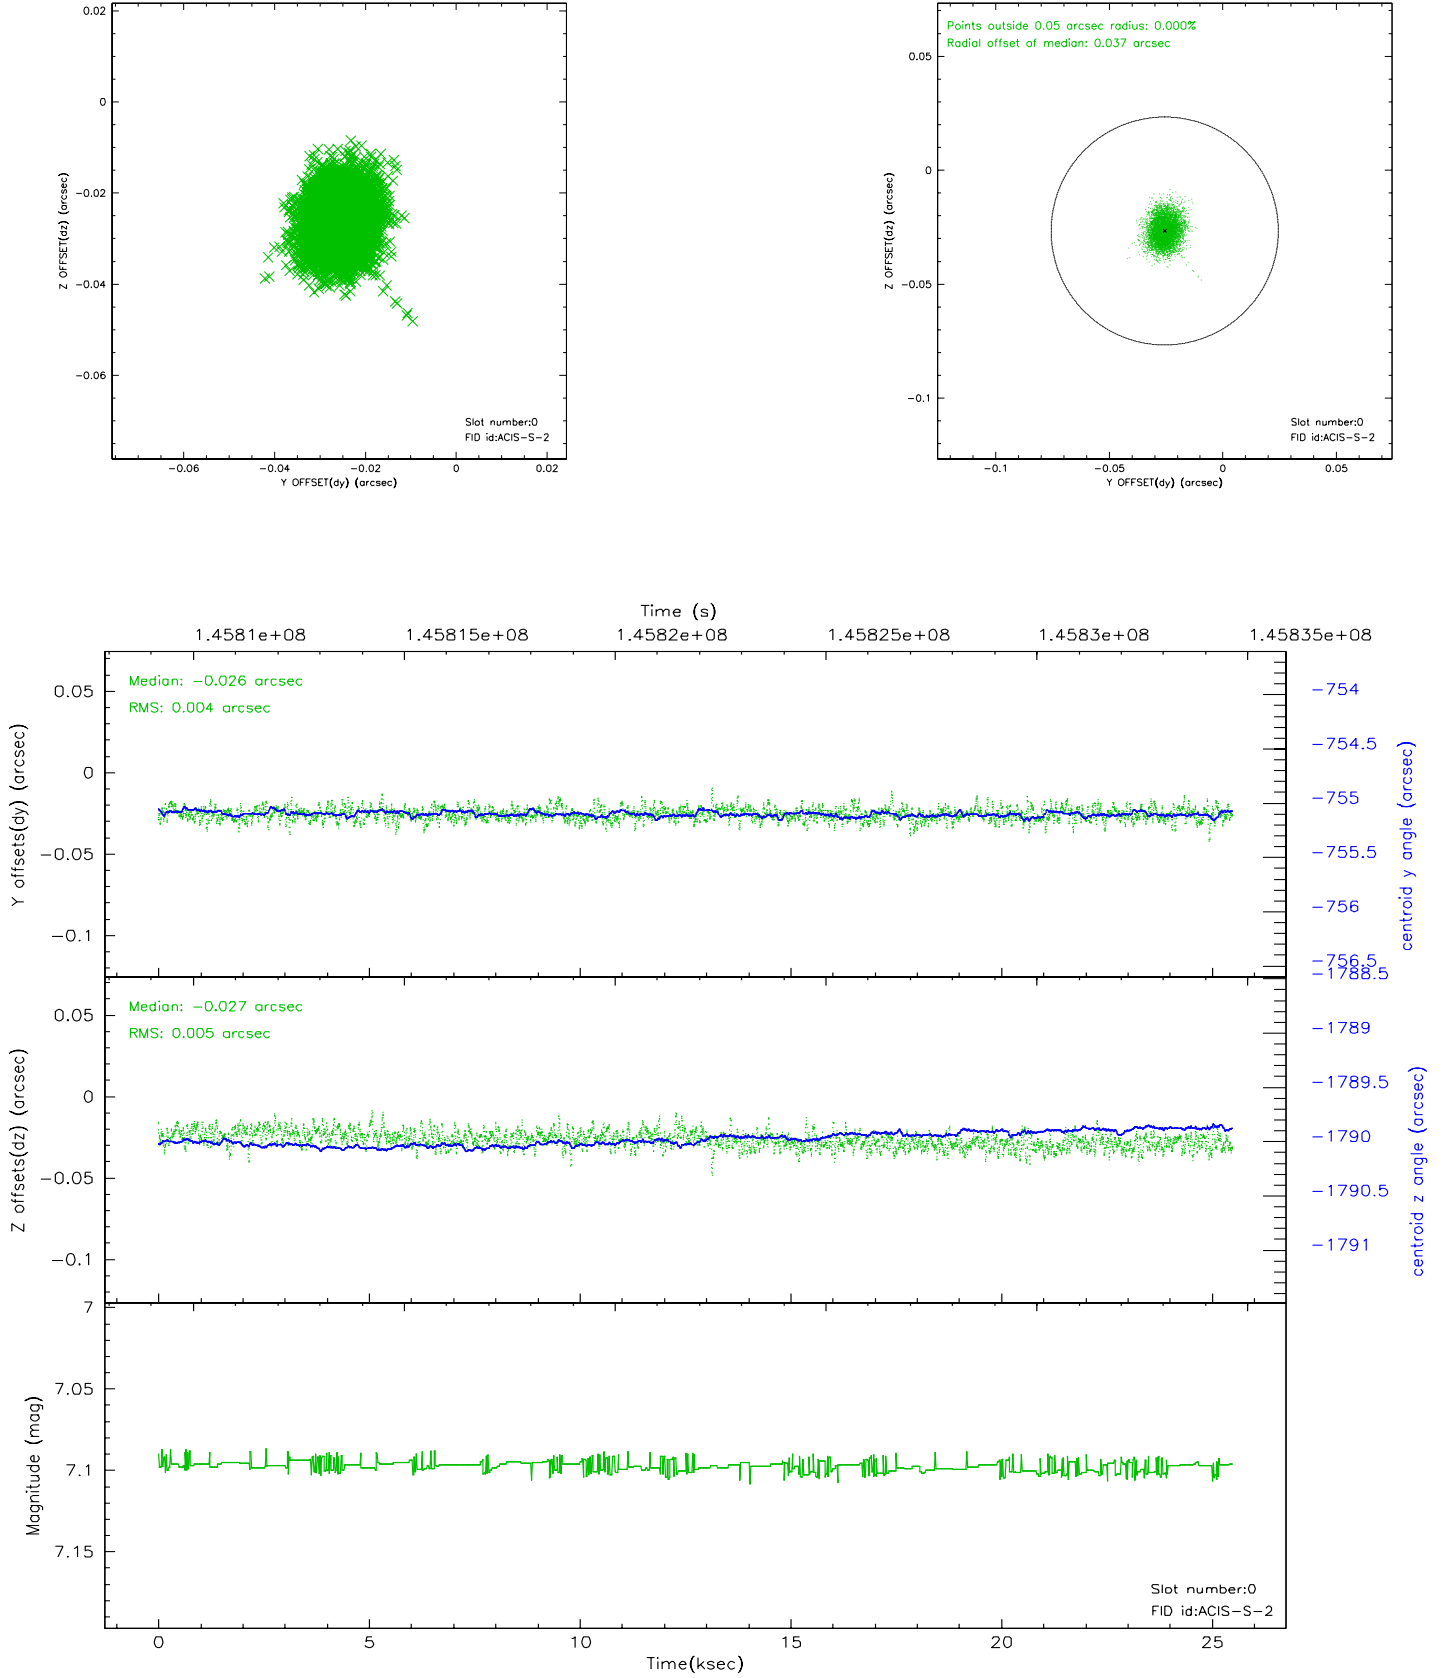 0.02
0
-0.02
-0.04
-0.06
Z OFFSET(dz) (arcsec)
Slot number:0
FID id:ACIS-S-2
-0.06 -0.04 -0.02 0 0.02
Y OFFSET(dy) (arcsec)
Points outside 0.05 arcsec radius: 0.000%
Radial offset of median: 0.037 arcsec
0.05
0
-0.05
-0.1
Z OFFSET(dz) (arcsec)
Slot number:0
FID id:ACIS-S-2
-0.1 -0.05 0 0.05
Y OFFSET(dy) (arcsec)
Time (s)
1.4581e+08 1.45815e+08 1.4582e+08 1.45825e+08 1.4583e+08 1.45835e+08
Median: -0.026 arcsec
RMS: 0.004 arcsec
0.05
0
-0.05
-0.1
Y offsets(dy) (arcsec)
-754
-754.5
-755
-755.5
-756
-756.5
centroid y angle (arcsec)
Median: -0.027 arcsec
RMS: 0.005 arcsec
0.05
0
-0.05
-0.1
Z offsets(dz) (arcsec)
-1788.5
-1789
-1789.5
-1790
-1790.5
-1791
centroid z angle (arcsec)
7
7.05
7.1
7.15
Magnitude (mag)
Slot number:0
FID id:ACIS-S-2
0 5 10 15 20 25
Time(ksec)